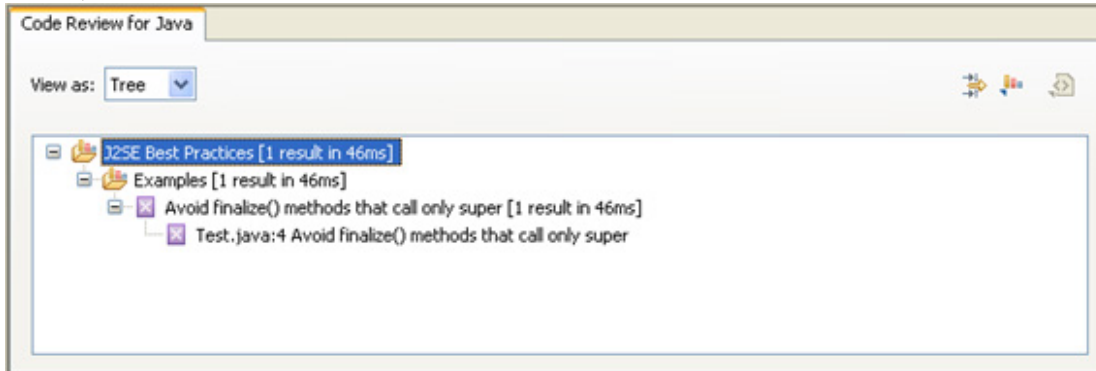 Code Review for Java
View as: Tree
J2SE Best Practices [1 result in 46ms]
Examples [1 result in 46ms]
Avoid finalize() methods that call only super [1 result in 46ms]
Test.java:4 Avoid finalize() methods that call only super